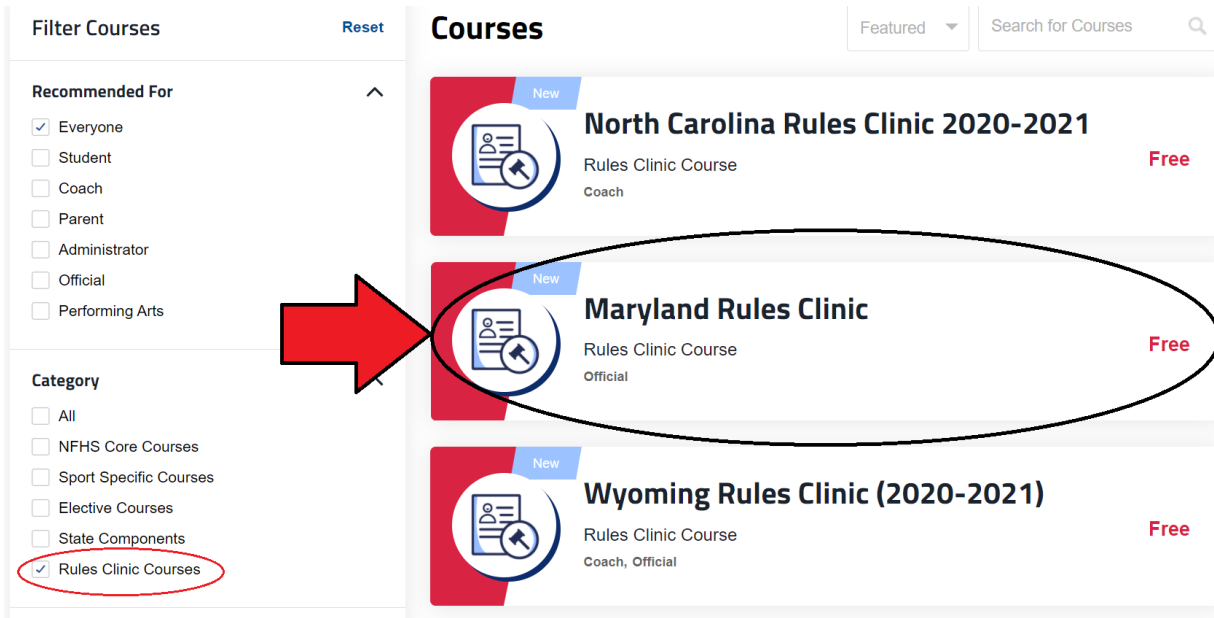 Filter Courses
Reset
Recommended For
Everyone
Student
Coach
Parent
Administrator
Official
Performing Arts
Category
All
NFHS Core Courses
Sport Specific Courses
Elective Courses
State Components
Rules Clinic Courses
Courses
Featured
Search for Courses
New
North Carolina Rules Clinic 2020-2021
Rules Clinic Course
Coach
Free
New
Maryland Rules Clinic
Rules Clinic Course
Official
Free
New
Wyoming Rules Clinic (2020-2021)
Rules Clinic Course
Coach, Official
Free